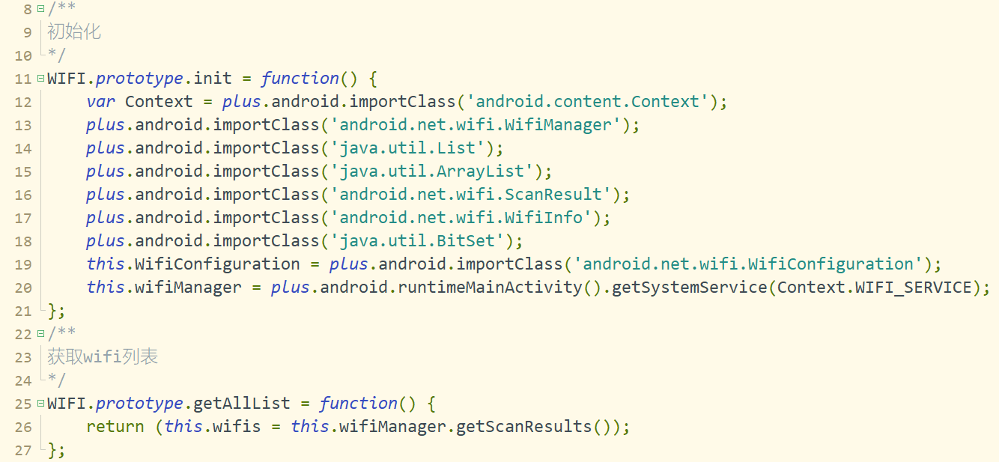 8 /**
9 初始化
10 */
11 WIFI.prototype.init = function() {
12     var Context = plus.android.importClass('android.content.Context');
13     plus.android.importClass('android.net.wifi.WifiManager');
14     plus.android.importClass('java.util.List');
15     plus.android.importClass('java.util.ArrayList');
16     plus.android.importClass('android.net.wifi.ScanResult');
17     plus.android.importClass('android.net.wifi.WifiInfo');
18     plus.android.importClass('java.util.BitSet');
19     this.WifiConfiguration = plus.android.importClass('android.net.wifi.WifiConfiguration');
20     this.wifiManager = plus.android.runtimeMainActivity().getSystemService(Context.WIFI_SERVICE);
21 };
22 /**
23 获取wifi列表
24 */
25 WIFI.prototype.getAllList = function() {
26     return (this.wifis = this.wifiManager.getScanResults());
27 };